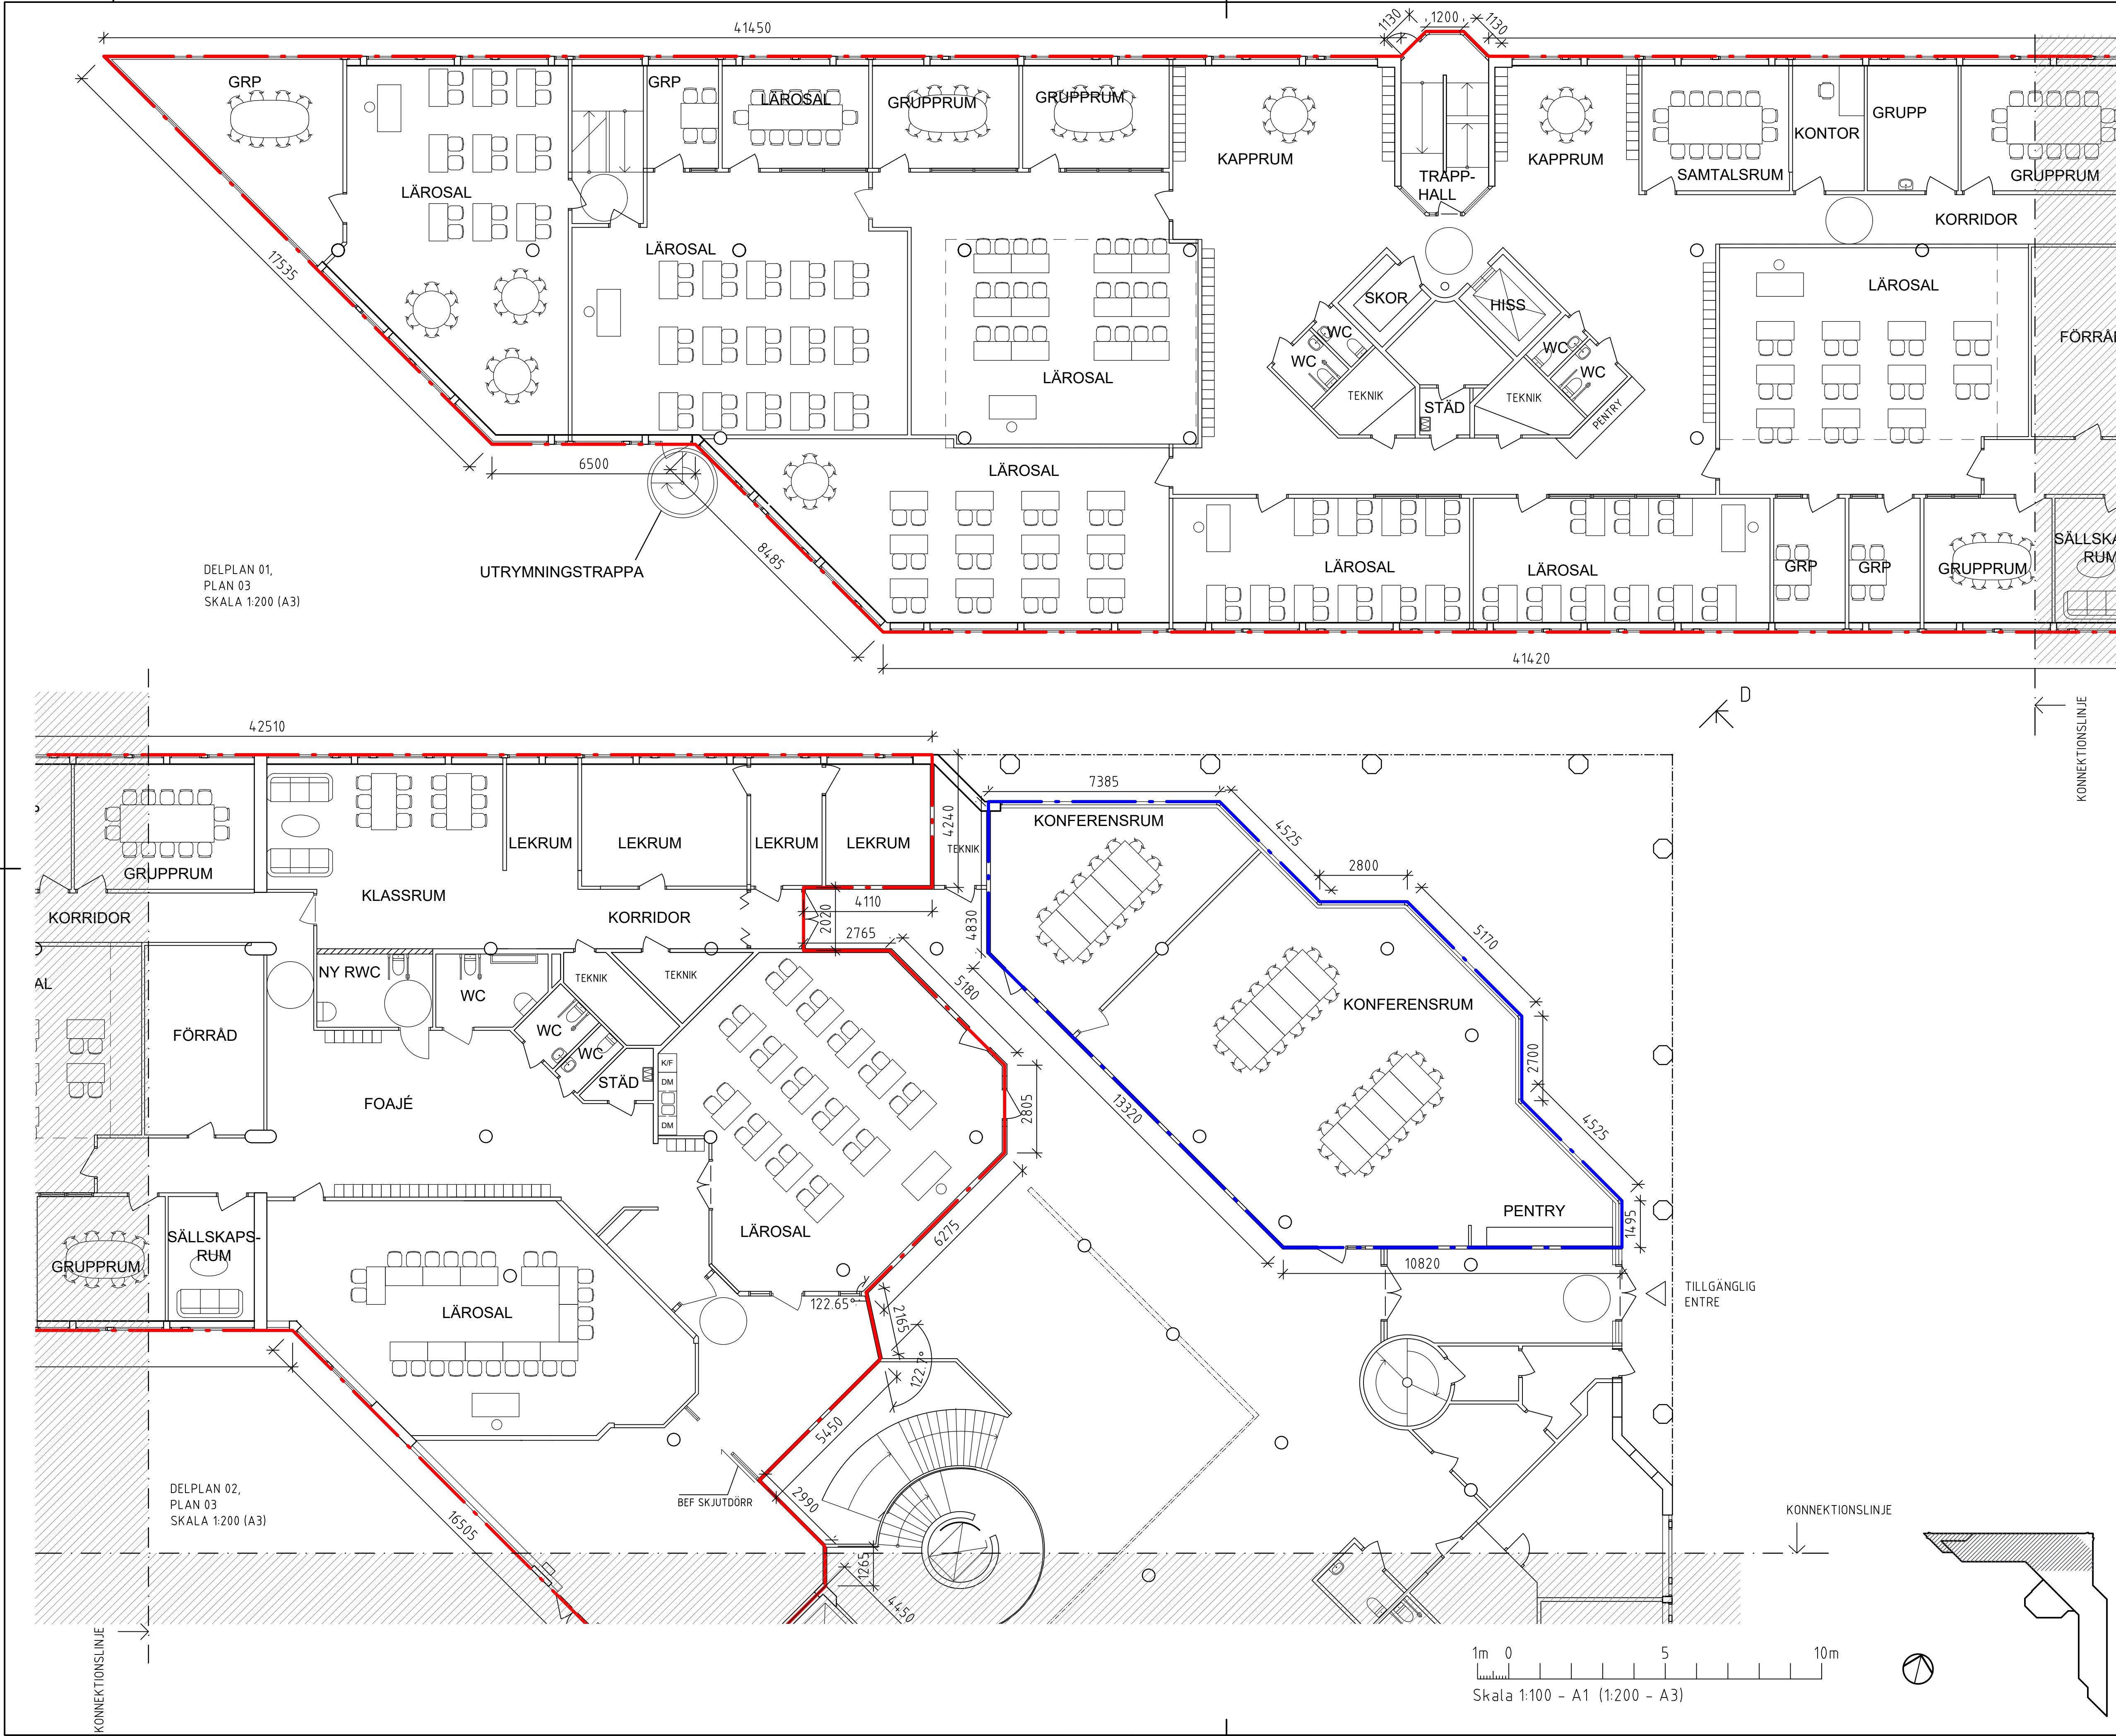 41450
1130
1200
1130
GRP
GRP
LÄROSAL
GRUPPRUM
GRUPPRUM
KAPPRUM
KAPPRUM
TRAPP-
HALL
SAMTALSRUM
KONTOR
GRUPP
GRUPPRUM
KORRIDOR
LÄROSAL
LÄROSAL
LÄROSAL
LÄROSAL
FÖRRÅD
SKOR
HISS
WC
WC
WC
WC
TEKNIK
STÄD
TEKNIK
PENTRY
17535
6500
8485
LÄROSAL
LÄROSAL
LÄROSAL
GRP
GRP
GRUPPRUM
SÄLLSKA
RUM
UTRYMNINGSTRAPPA
DELPLAN 01,
PLAN 03
SKALA 1:200 (A3)
41420
D
KONNEKTIONSLINJE
42510
GRUPPRUM
KORRIDOR
KLASSRUM
LEKRUM
LEKRUM
LEKRUM
LEKRUM
TEKNIK
4240
KORRIDOR
4110
2020
2765
4830
7385
4525
2800
5170
2700
4525
1495
10820
13320
KONFERENSRUM
KONFERENSRUM
PENTRY
AL
FÖRRÅD
NY RWC
WC
WC
WC
TEKNIK
TEKNIK
STÄD
K/F
DM
DM
FOAJÉ
5180
2805
6275
LÄROSAL
122.65°
2165
122.7°
5450
2990
1265
4450
GRUPPRUM
SÄLLSKAPS-
RUM
LÄROSAL
16505
BEF SKJUTDÖRR
TILLGÄNGLIG
ENTRE
DELPLAN 02,
PLAN 03
SKALA 1:200 (A3)
KONNEKTIONSLINJE
KONNEKTIONSLINJE
1m 0 5 10m
Skala 1:100 - A1 (1:200 - A3)